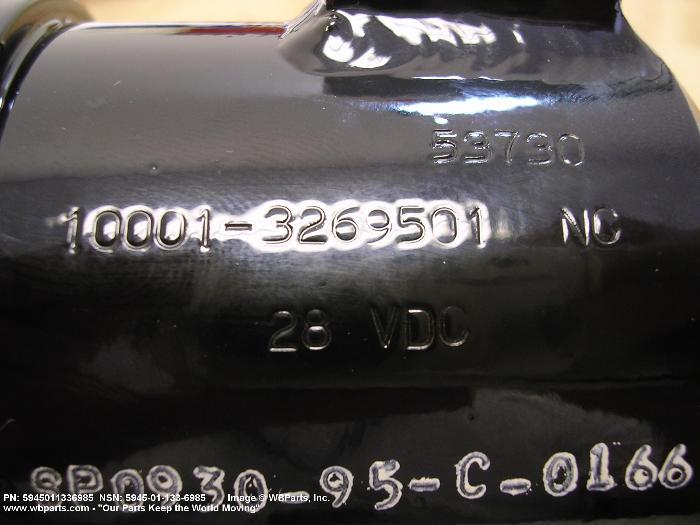 53730
10001-3269501 NC
28 VDC
SP0930-95-C-0166
PN: 5945011336985 NSN: 5945-01-133-6985 Image © WBParts, Inc.
www.wbparts.com - "Our Parts Keep the World Moving"